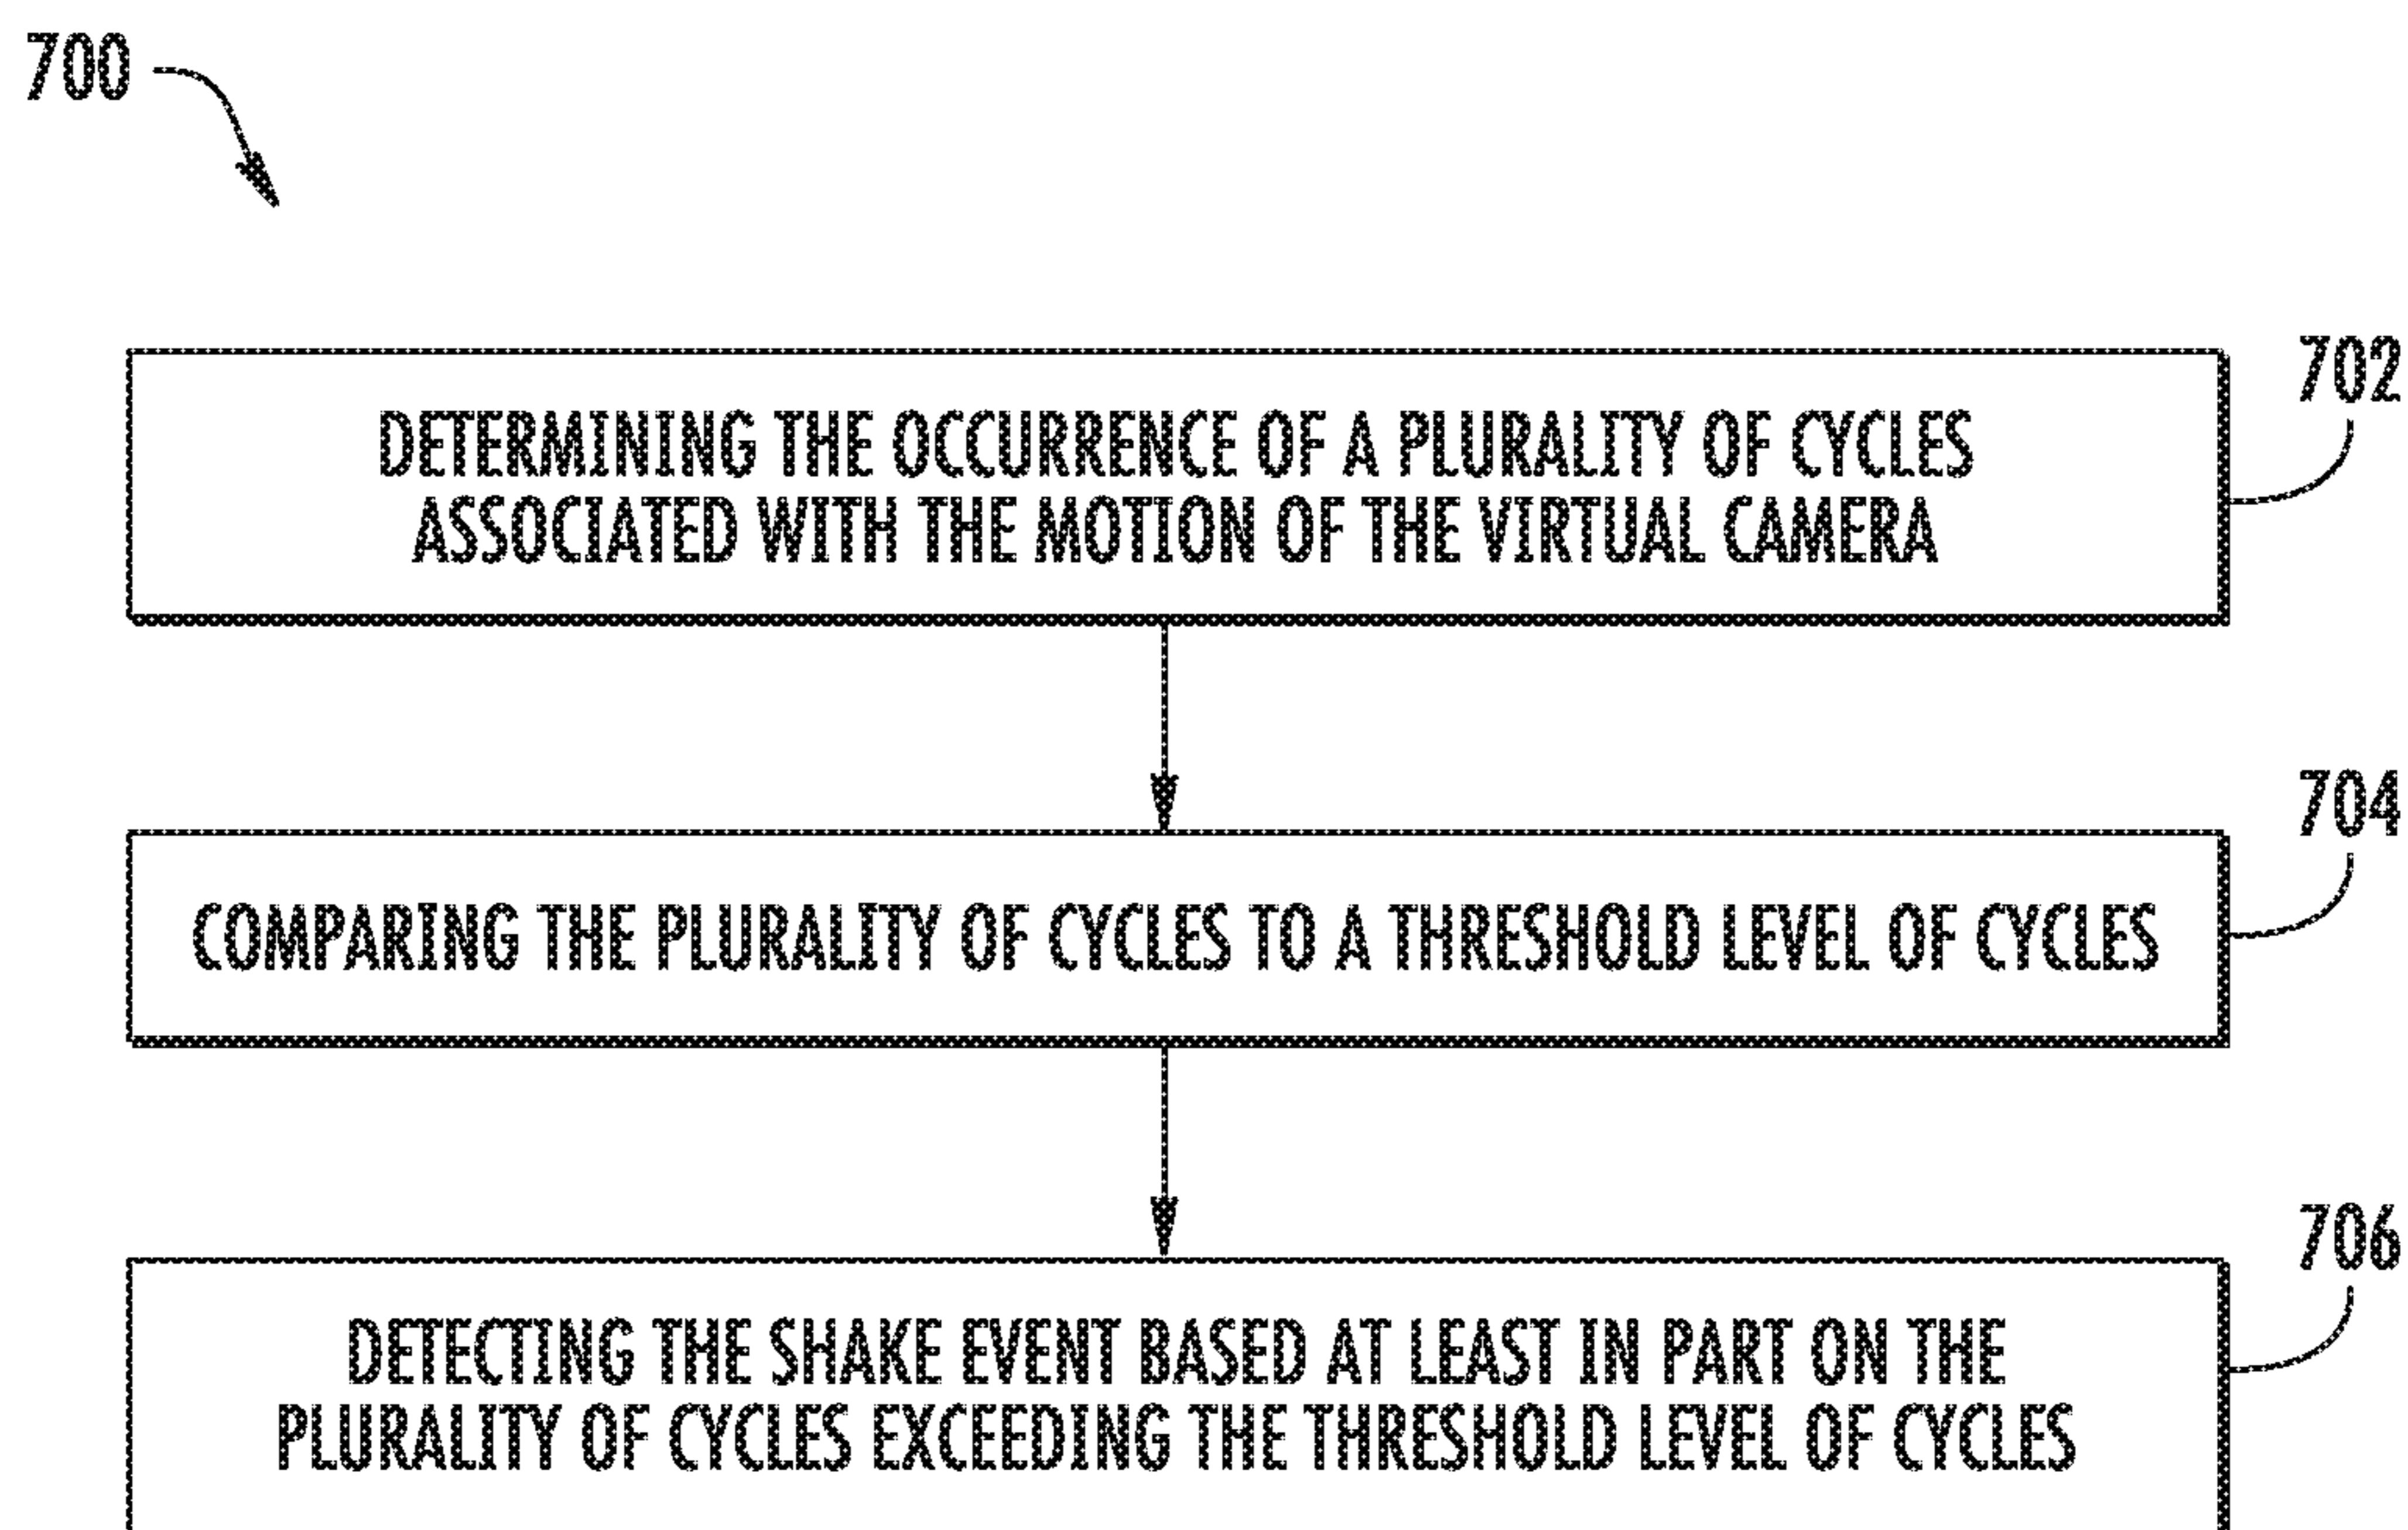 700
702
DETERMINING THE OCCURRENCE OF A PLURALITY OF CYCLES
ASSOCIATED WITH THE MOTION OF THE VIRTUAL CAMERA
704
COMPARING THE PLURALITY OF CYCLES TO A THRESHOLD LEVEL OF CYCLES
706
DETECTING THE SHAKE EVENT BASED AT LEAST IN PART ON THE
PLURALITY OF CYCLES EXCEEDING THE THRESHOLD LEVEL OF CYCLES